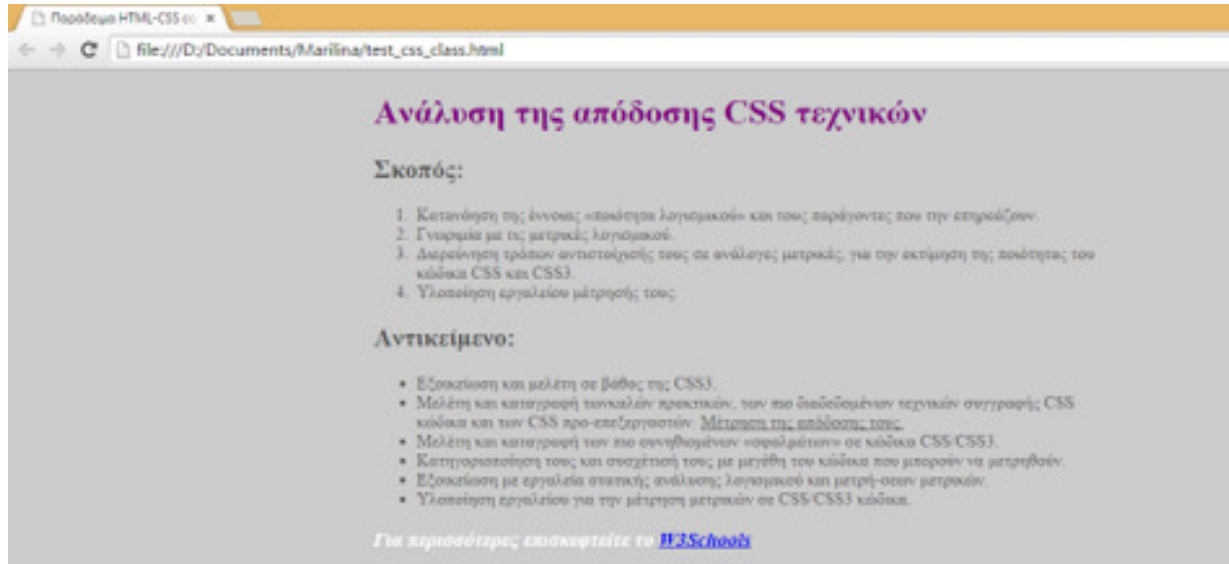 Παράδειγμα HTML-CSS co
file:///D:/Documents/Marilina/test_css_class.html
Ανάλυση της απόδοσης CSS τεχνικών
Σκοπός:
1. Κατανόηση της έννοιας «ποιότητα λογισμικού» και τους παράγοντες που την επηρεάζουν.
2. Γνωριμία με τις μετρικές λογισμικού.
3. Διερεύνηση τρόπων αντιστοίχισής τους σε ανάλογες μετρικές, για την εκτίμηση της ποιότητας του
κώδικα CSS και CSS3.
4. Υλοποίηση εργαλείου μέτρησής τους.
Αντικείμενο:
• Εξοικείωση και μελέτη σε βάθος της CSS3.
• Μελέτη και καταγραφή τωνκαλών πρακτικών, των πιο διαδεδομένων τεχνικών συγγραφής CSS
κώδικα και των CSS προ-επεξεργαστών. Μέτρηση της απόδοσης τους.
• Μελέτη και καταγραφή των πιο συνηθισμένων «σφαλμάτων» σε κώδικα CSS/CSS3.
• Κατηγοριοποίηση τους και συσχέτισή τους με μεγέθη του κώδικα που μπορούν να μετρηθούν.
• Εξοικείωση με εργαλεία στατικής ανάλυσης λογισμικού και μετρή-σεων μετρικών.
• Υλοποίηση εργαλείου για την μέτρηση μετρικών σε CSS/CSS3 κώδικα.
Για περισσότερες επισκεφτείτε το W3Schools